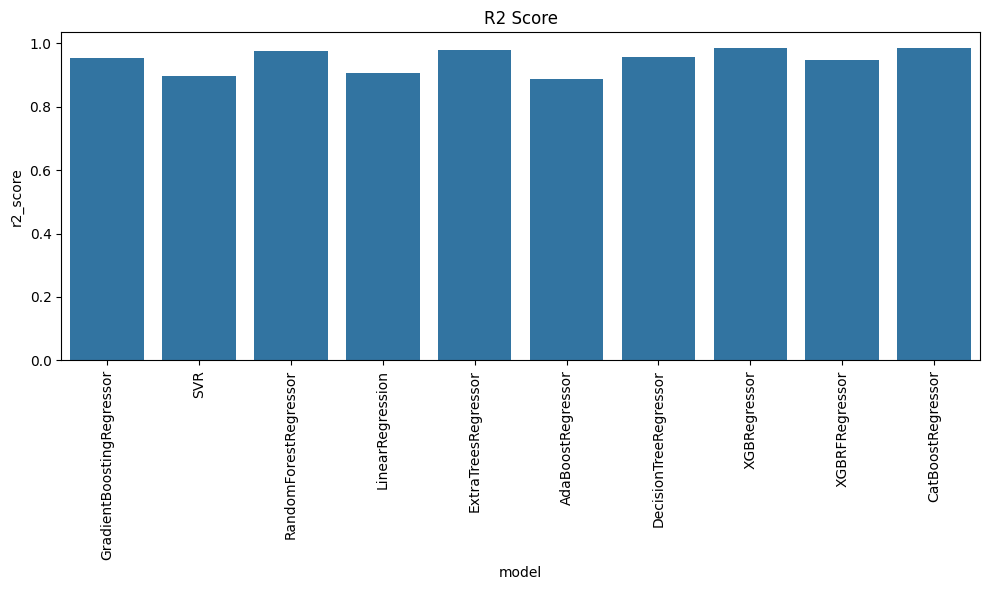 R2 Score
r2_score
1.0
0.8
0.6
0.4
0.2
0.0
GradientBoostingRegressor
SVR
RandomForestRegressor
LinearRegression
ExtraTreesRegressor
AdaBoostRegressor
DecisionTreeRegressor
XGBRegressor
XGBRFRegressor
CatBoostRegressor
model